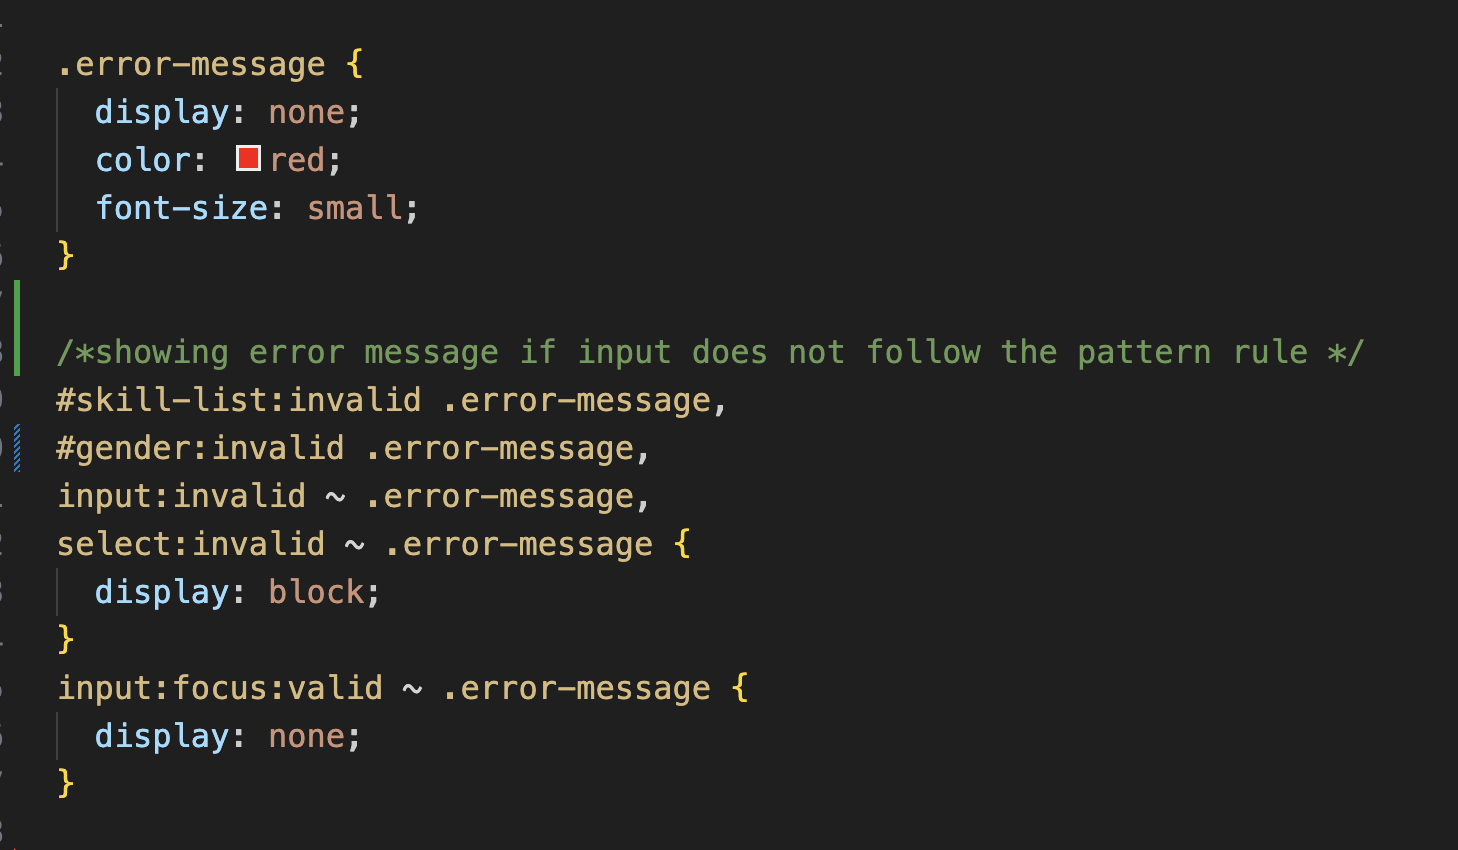 .error-message {
display: none;
color: red;
font-size: small;
}
/*showing error message if input does not follow the pattern rule */
#skill-list:invalid .error-message,
#gender:invalid .error-message,
input:invalid ~ .error-message,
select:invalid ~ .error-message {
display: block;
}
input:focus:valid ~ .error-message {
display: none;
}